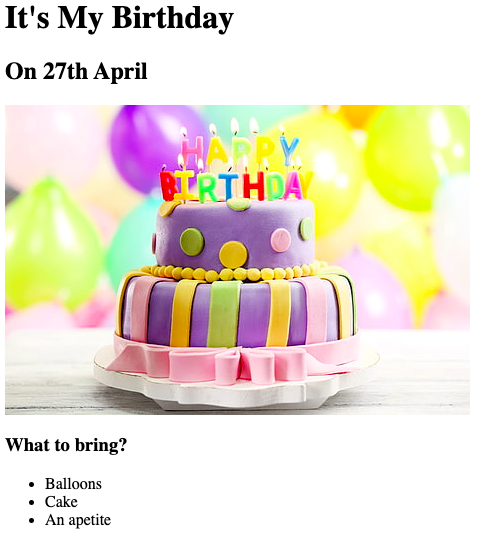 It's My Birthday
On 27th April
HAPPY
BIRTHDAY
What to bring?
Balloons
Cake
An apetite